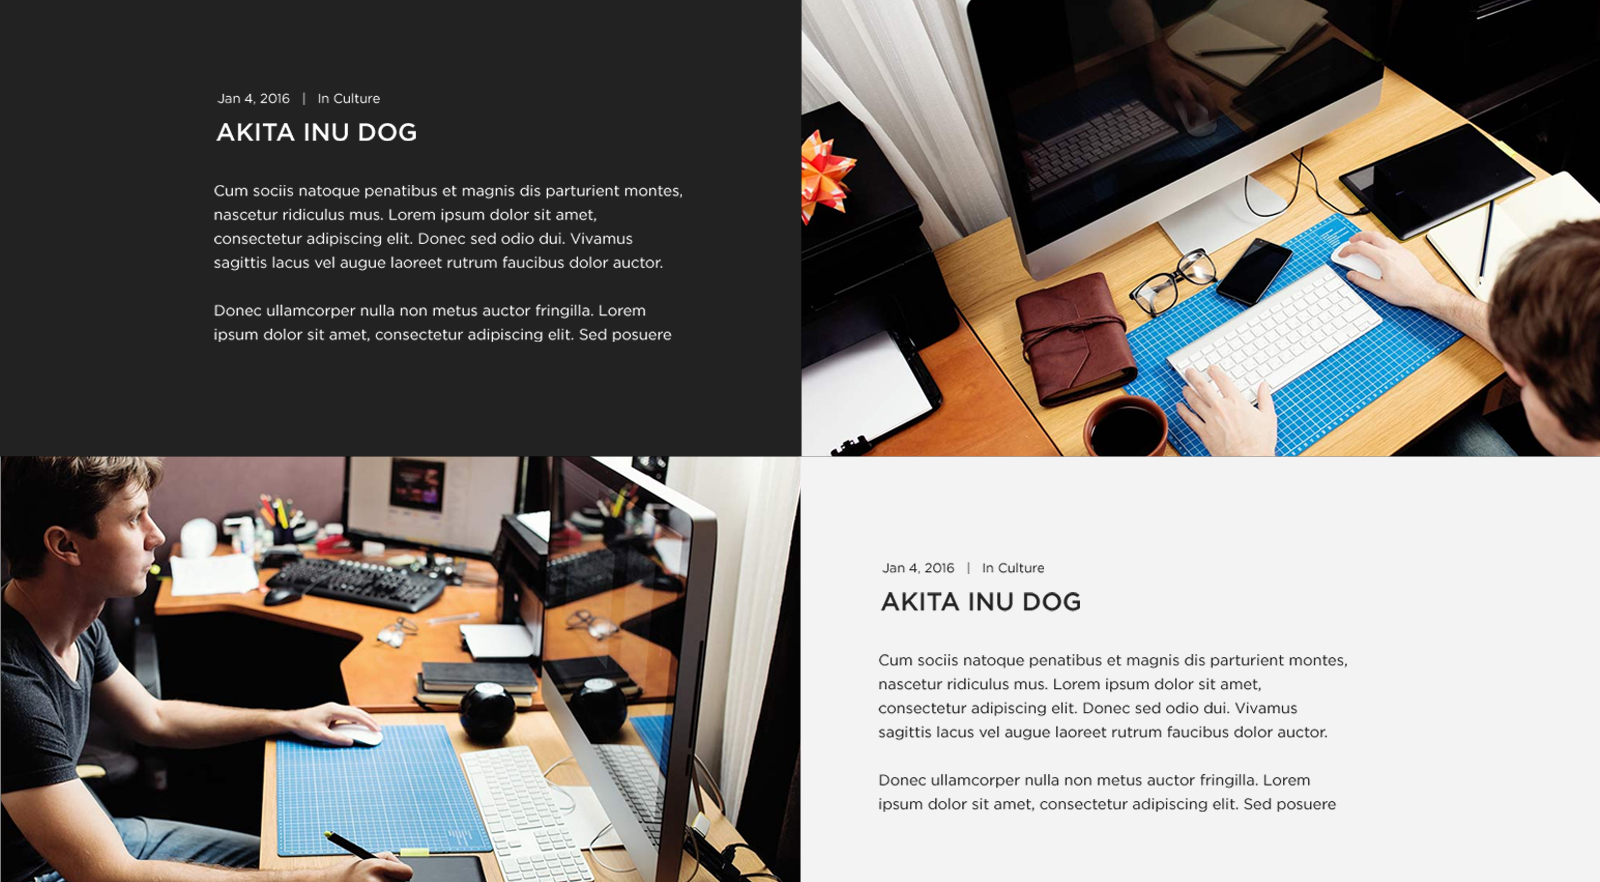 Jan 4, 2016 | In Culture
AKITA INU DOG
Cum sociis natoque penatibus et magnis dis parturient montes,
nascetur ridiculus mus. Lorem ipsum dolor sit amet,
consectetur adipiscing elit. Donec sed odio dui. Vivamus
sagittis lacus vel augue laoreet rutrum faucibus dolor auctor.
Donec ullamcorper nulla non metus auctor fringilla. Lorem
ipsum dolor sit amet, consectetur adipiscing elit. Sed posuere
Jan 4, 2016 | In Culture
AKITA INU DOG
Cum sociis natoque penatibus et magnis dis parturient montes,
nascetur ridiculus mus. Lorem ipsum dolor sit amet,
consectetur adipiscing elit. Donec sed odio dui. Vivamus
sagittis lacus vel augue laoreet rutrum faucibus dolor auctor.
Donec ullamcorper nulla non metus auctor fringilla. Lorem
ipsum dolor sit amet, consectetur adipiscing elit. Sed posuere